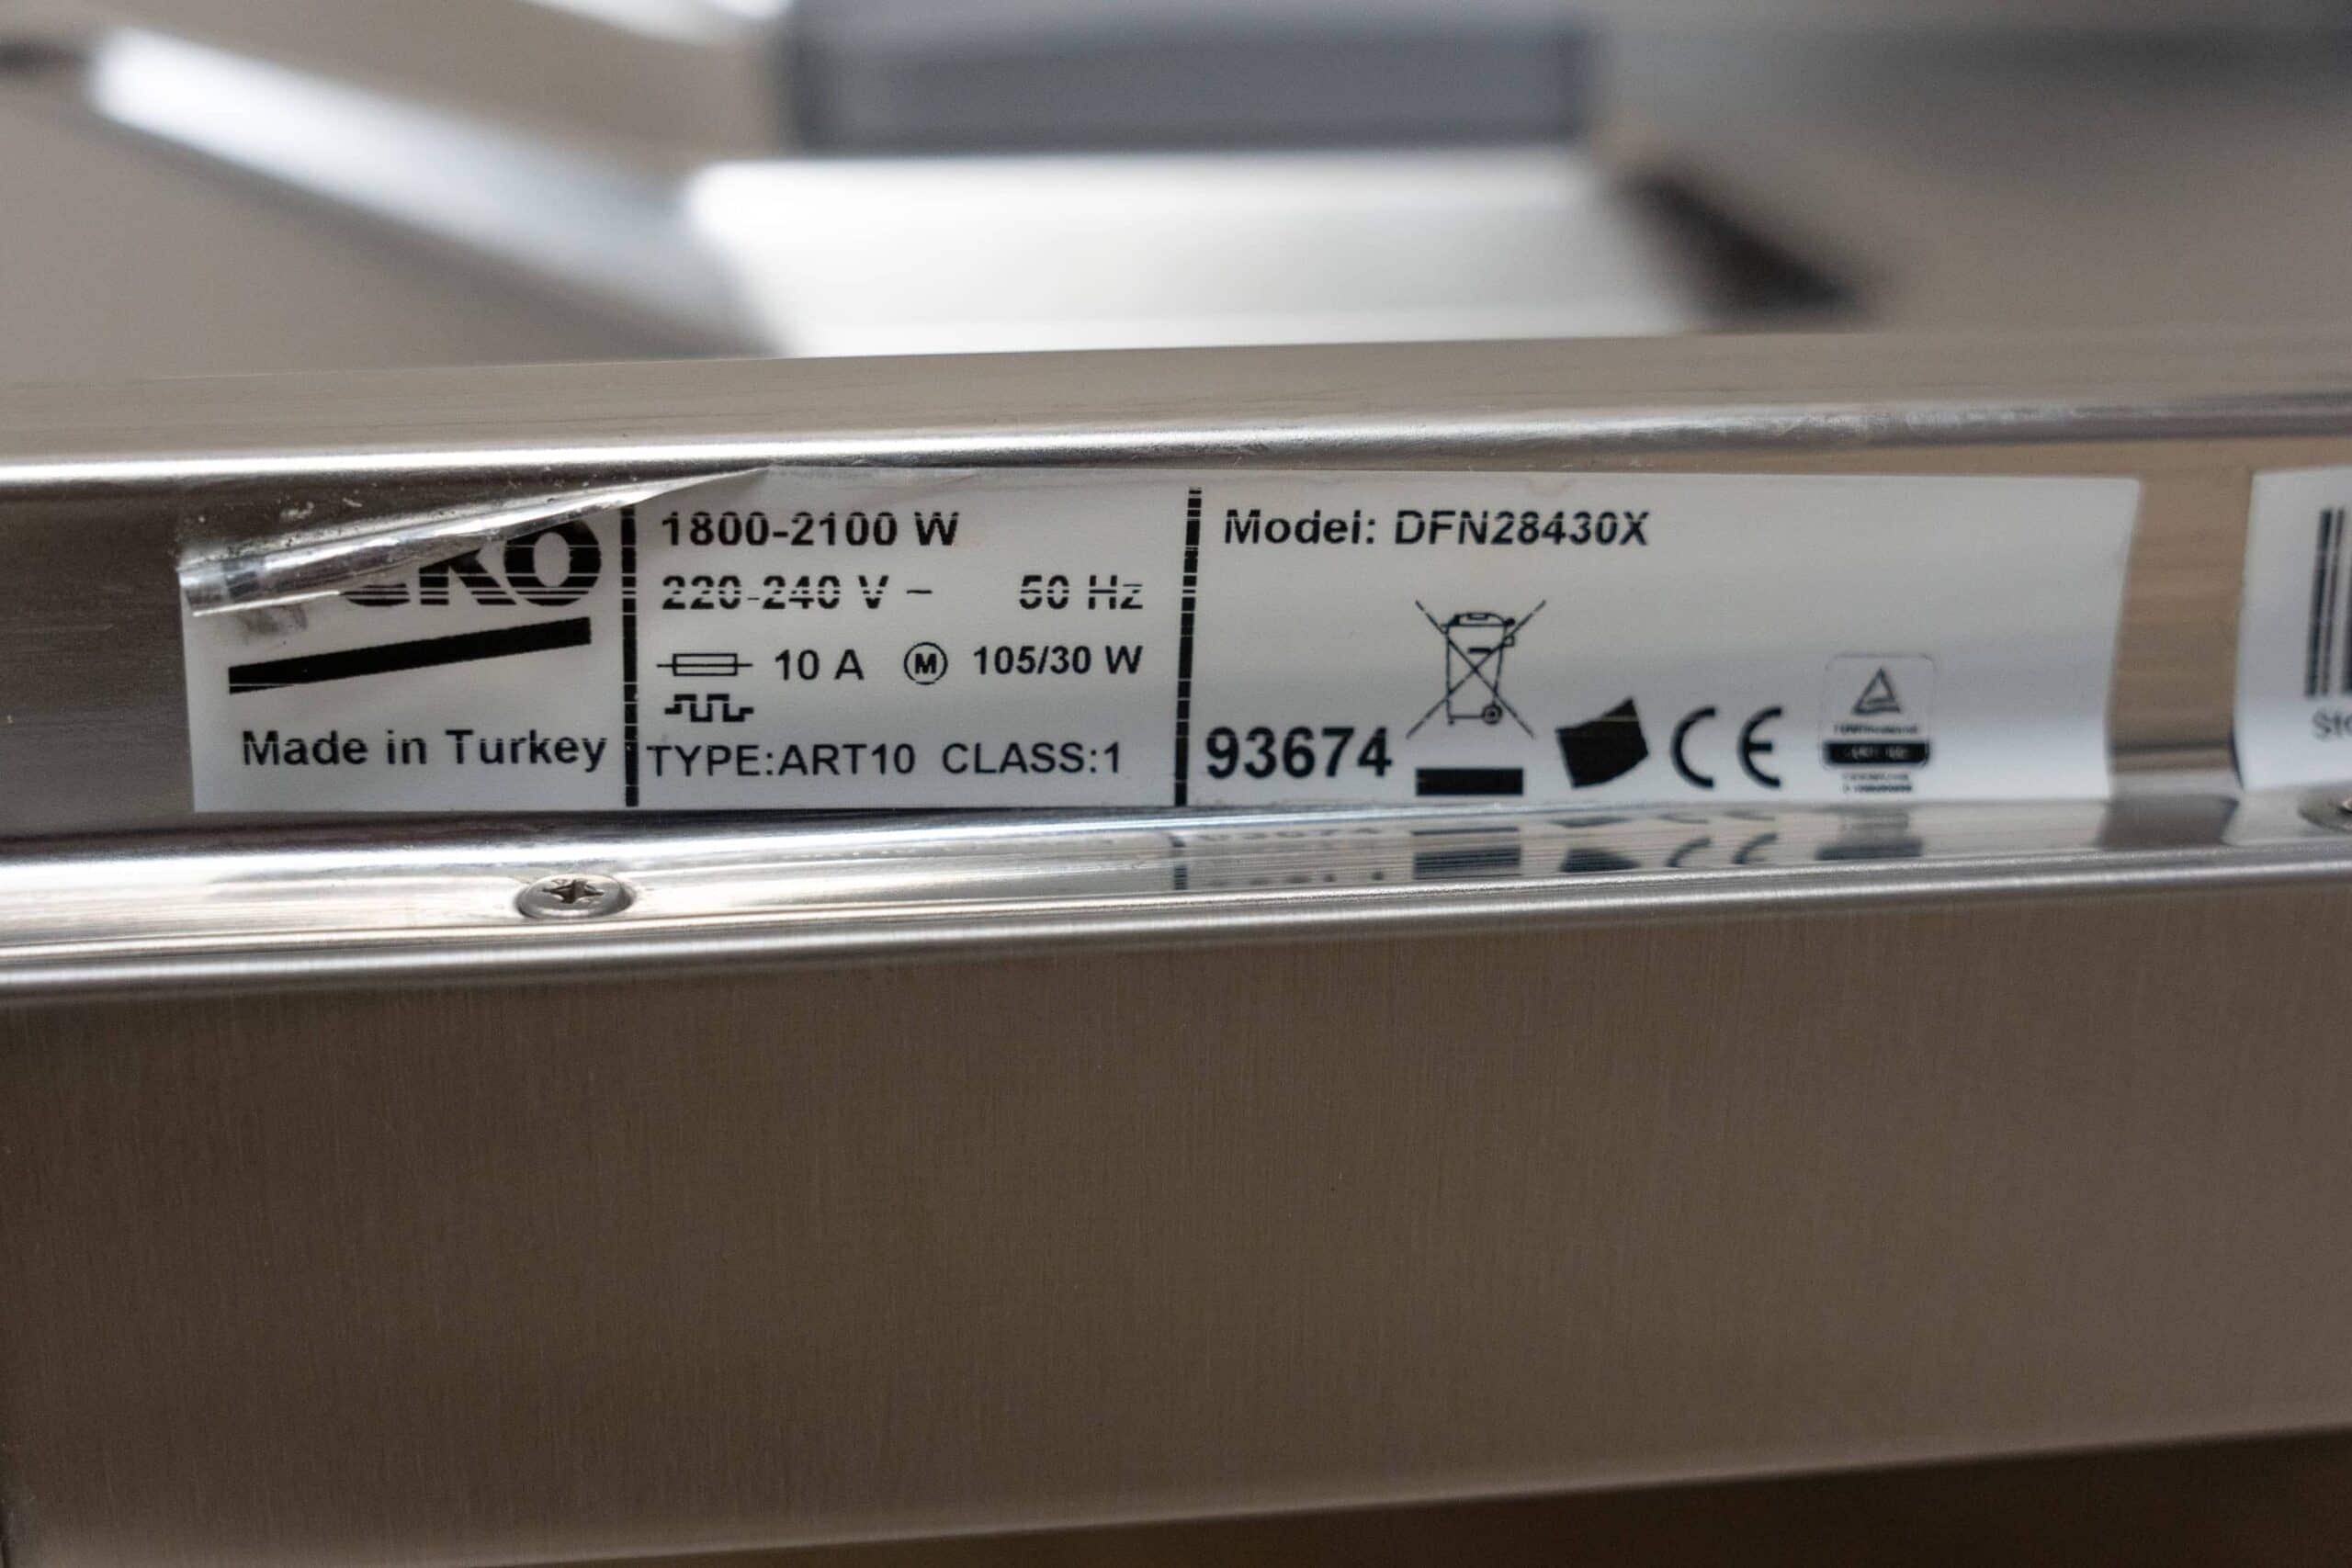 Made in Turkey
1800-2100 W
220-240 V ~ 50 Hz
10 A M 105/30 W
TYPE:ART10 CLASS:1
Model: DFN28430X
93674
CE